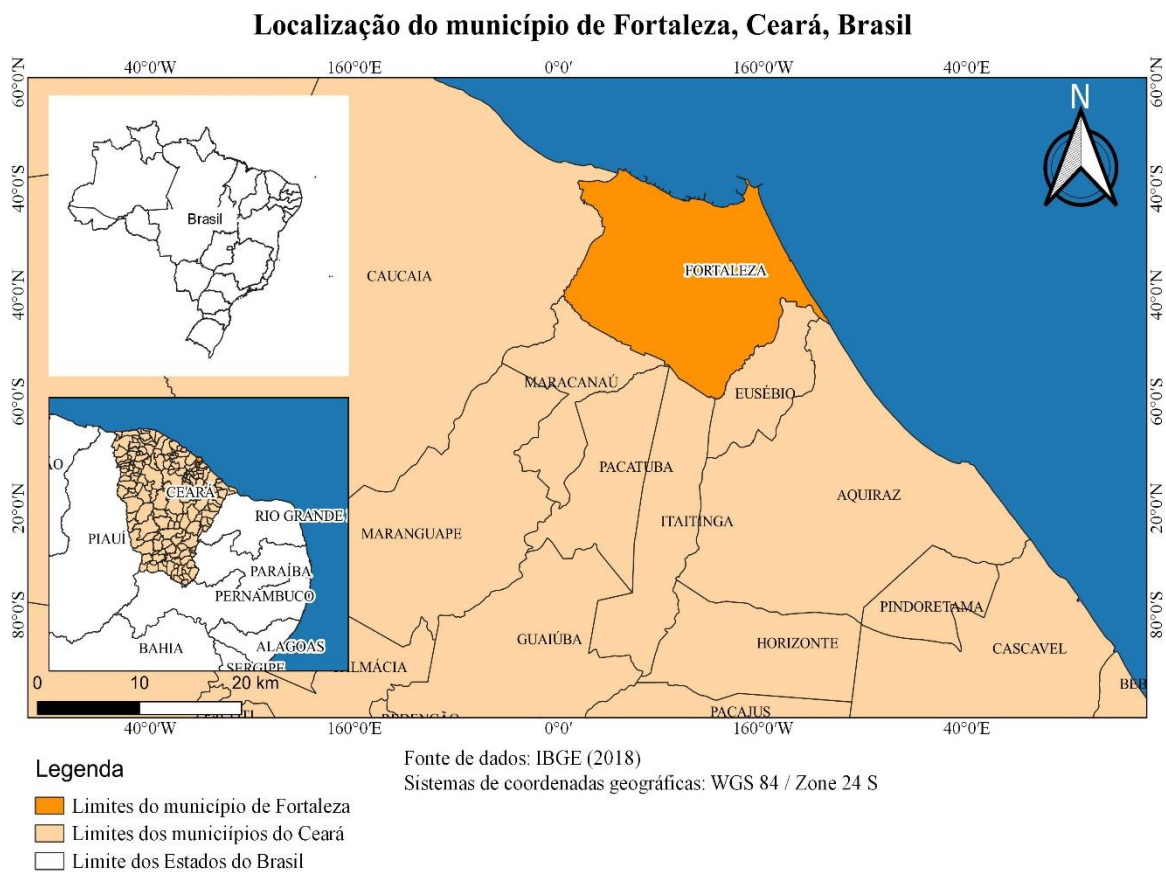 Localização do município de Fortaleza, Ceará, Brasil
40°0'W 160°0'E 0°0' 160°0'W 40°0'E
60°0'N 60°0'N
N
40°0'S 40°0'S
Brasil
FORTALEZA
CAUCAIA
40°0'N 40°0'N
MARACANAÚ
EUSÉBIO
60°0'S 60°0'S
PACATUBA
ÃO
CEARÁ
AQUIRAZ
20°0'N 20°0'N
RIO GRANDE
ITAITINGA
PIAUÍ
MARANGUAPE
PARAÍBA
PERNAMBUCO
PINDORETAMA
80°0'S 80°0'S
GUAIÚBA
HORIZONTE
BAHIA
ALAGOAS
CASCAVEL
SERGIPE
ALMÁCIA
0 10 20 km
BEB
PACAJUS
40°0'W 160°0'E 0°0' 160°0'W 40°0'E
Fonte de dados: IBGE (2018)
Sistemas de coordenadas geográficas: WGS 84 / Zone 24 S
Legenda
Limites do município de Fortaleza
Limites dos municiípios do Ceará
Limite dos Estados do Brasil